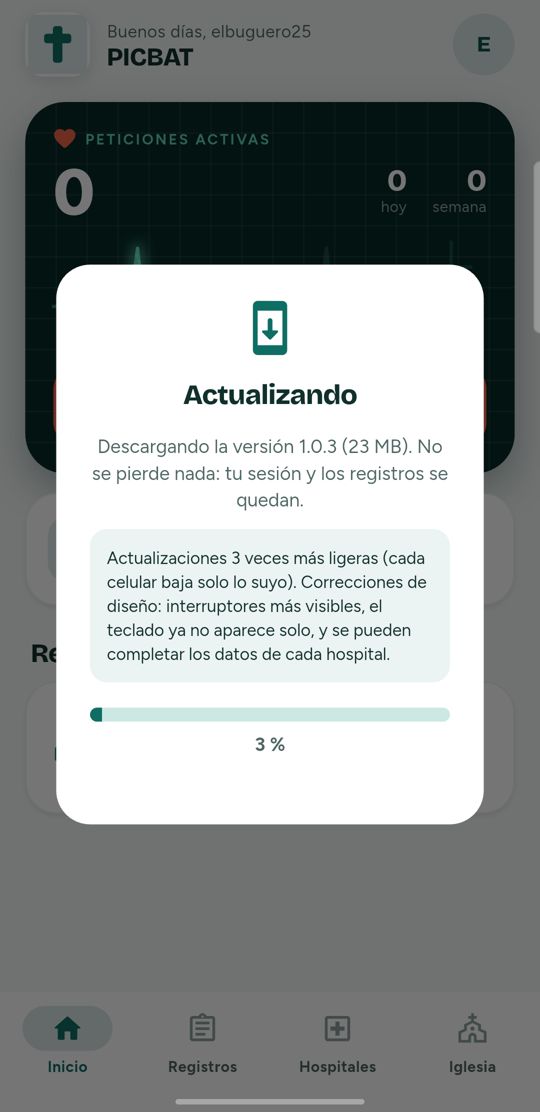 Buenos días, elbuguero25
PICBAT
E
PETICIONES ACTIVAS
0
0
hoy
0
semana
Actualizando
Descargando la versión 1.0.3 (23 MB). No
se pierde nada: tu sesión y los registros se
quedan.
Actualizaciones 3 veces más ligeras (cada
celular baja solo lo suyo). Correcciones de
diseño: interruptores más visibles, el
teclado ya no aparece solo, y se pueden
completar los datos de cada hospital.
3 %
Re
Inicio
Registros
Hospitales
Iglesia